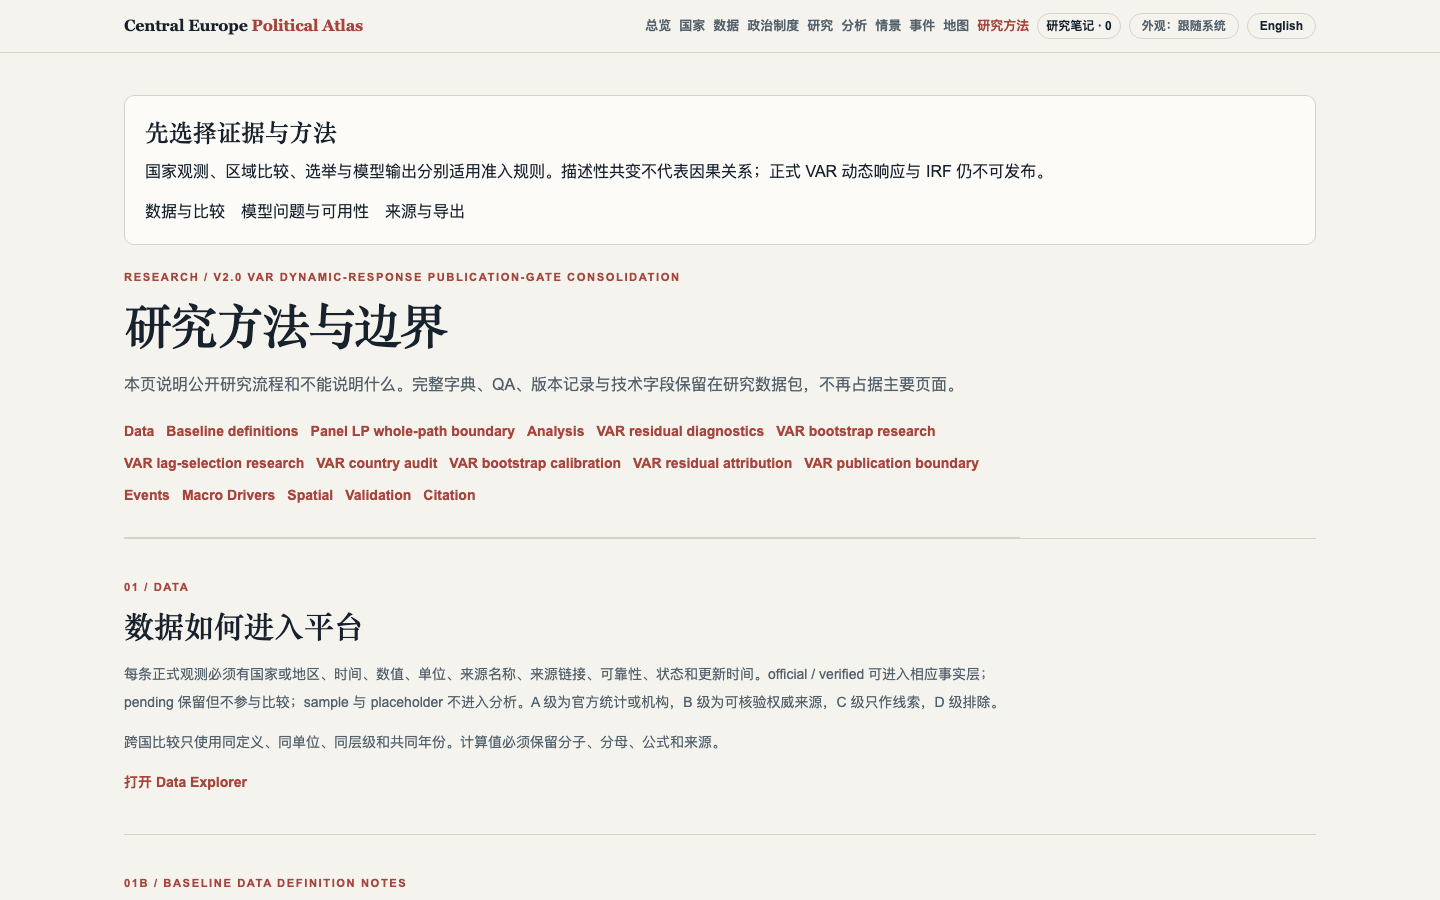 Central Europe Political Atlas
总览 国家 数据 政治制度 研究 分析 情景 事件 地图 研究方法 研究笔记 · 0 外观：跟随系统 English
先选择证据与方法
国家观测、区域比较、选举与模型输出分别适用准入规则。描述性共变不代表因果关系；正式 VAR 动态响应与 IRF 仍不可发布。
数据与比较 模型问题与可用性 来源与导出
RESEARCH / V2.0 VAR DYNAMIC-RESPONSE PUBLICATION-GATE CONSOLIDATION
研究方法与边界
本页说明公开研究流程和不能说明什么。完整字典、QA、版本记录与技术字段保留在研究数据包，不再占据主要页面。
Data Baseline definitions Panel LP whole-path boundary Analysis VAR residual diagnostics VAR bootstrap research
VAR lag-selection research VAR country audit VAR bootstrap calibration VAR residual attribution VAR publication boundary
Events Macro Drivers Spatial Validation Citation
01 / DATA
数据如何进入平台
每条正式观测必须有国家或地区、时间、数值、单位、来源名称、来源链接、可靠性、状态和更新时间。official / verified 可进入相应事实层；
pending 保留但不参与比较；sample 与 placeholder 不进入分析。A 级为官方统计或机构，B 级为可核验权威来源，C 级只作线索，D 级排除。
跨国比较只使用同定义、同单位、同层级和共同年份。计算值必须保留分子、分母、公式和来源。
打开 Data Explorer
01B / BASELINE DATA DEFINITION NOTES